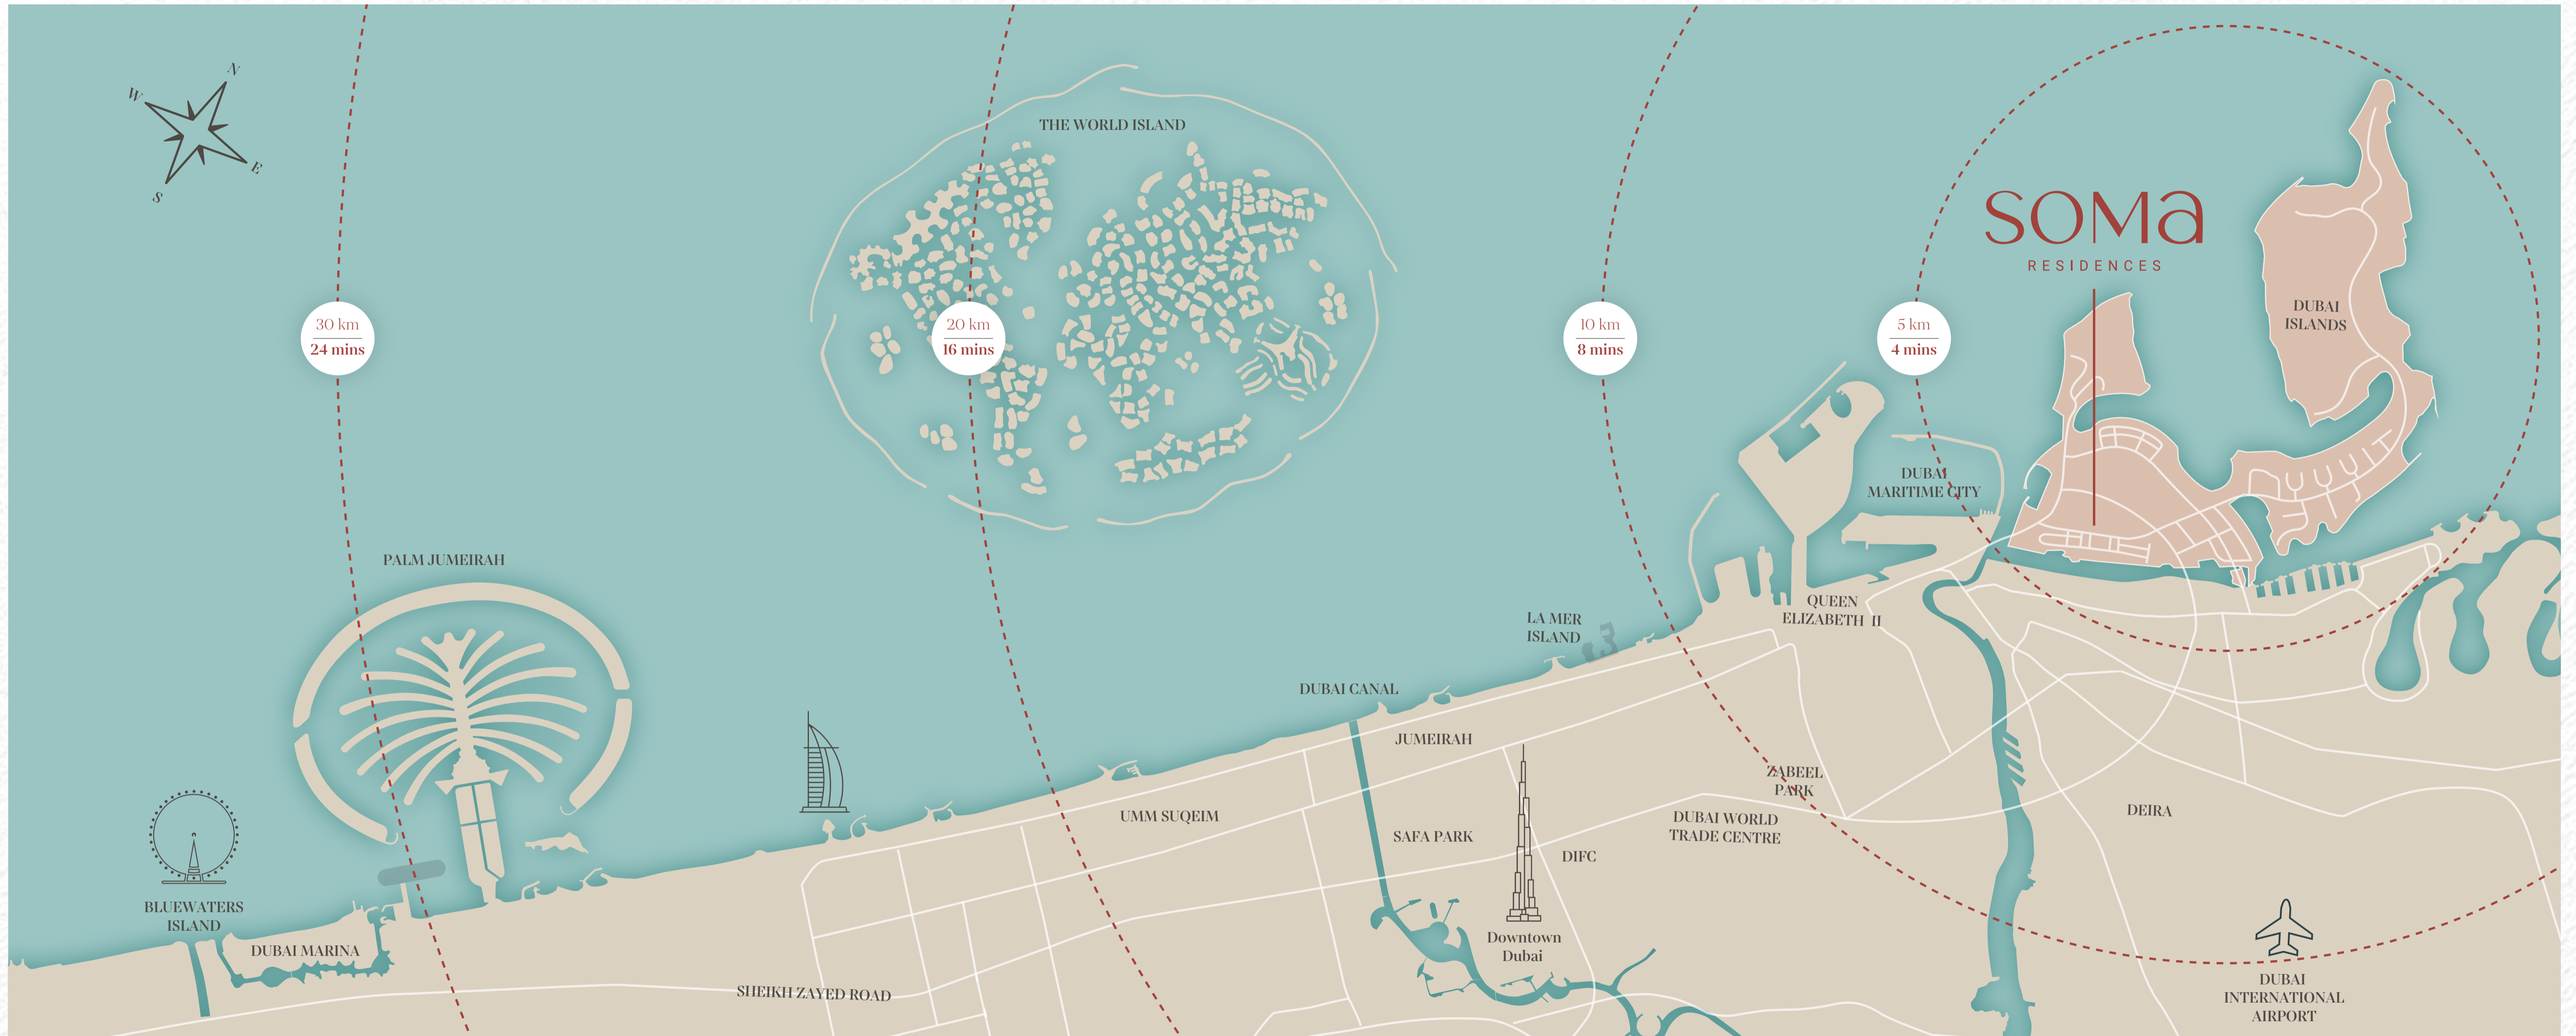 N
W
E
S
THE WORLD ISLAND
soma
RESIDENCES
DUBAI
ISLANDS
30 km
24 mins
20 km
16 mins
10 km
8 mins
5 km
4 mins
DUBAI
MARITIME CITY
PALM JUMEIRAH
QUEEN
ELIZABETH II
LA MER
ISLAND
DUBAI CANAL
JUMEIRAH
ZABEEL
PARK
UMM SUQEIM
DUBAI WORLD
TRADE CENTRE
DEIRA
SAFA PARK
DIFC
BLUEWATERS
ISLAND
DUBAI MARINA
Downtown
Dubai
SHEIKH ZAYED ROAD
DUBAI
INTERNATIONAL
AIRPORT